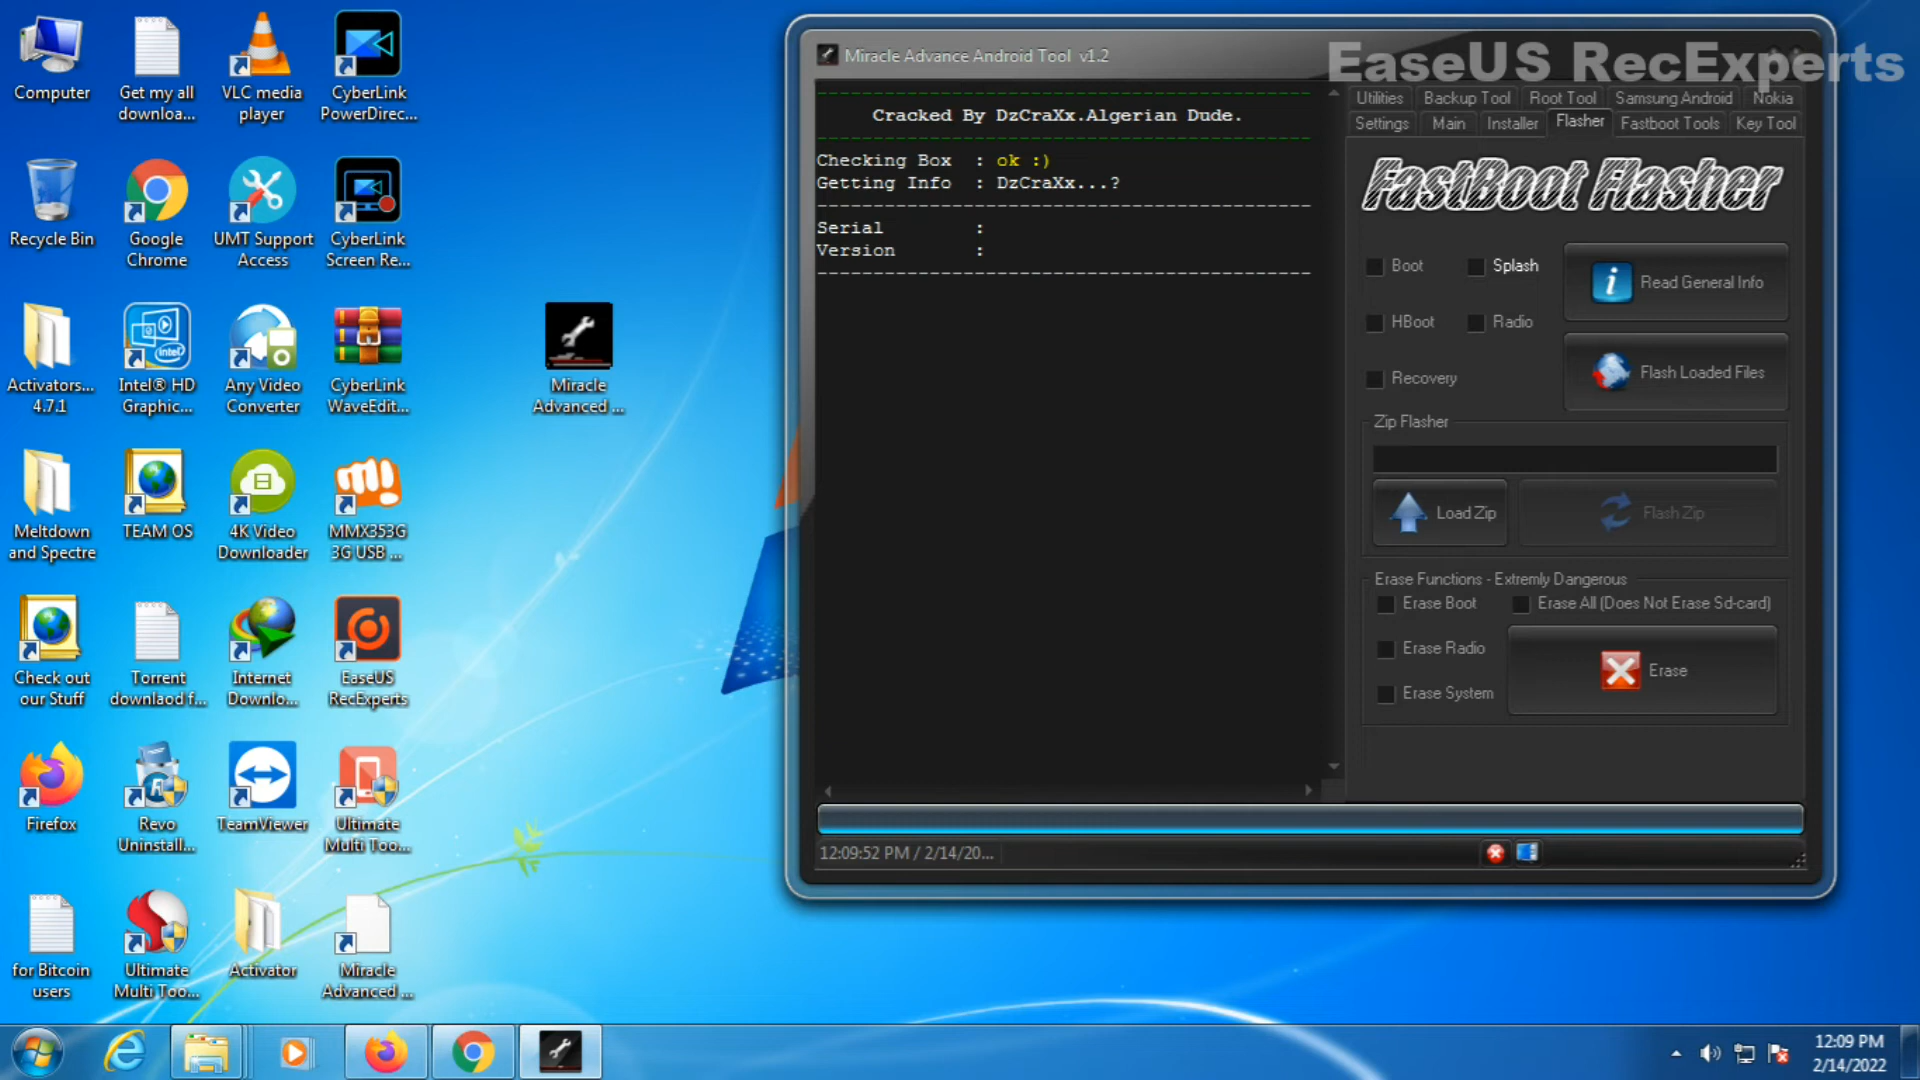 Computer
Get my all
downloa...
VLC media
player
CyberLink
PowerDirec...
Recycle Bin
Google
Chrome
UMT Support
Access
CyberLink
Screen Re...
Activators...
4.7.1
Intel® HD
Graphic...
Any Video
Converter
CyberLink
WaveEdit...
Miracle
Advanced ...
Meltdown
and Spectre
TEAM OS
4K Video
Downloader
MMX353G
3G USB ...
Check out
our Stuff
Torrent
downlaod f...
Internet
Downlo...
EaseUS
RecExperts
Firefox
Revo
Uninstall...
TeamViewer
Ultimate
Multi Too...
for Bitcoin
users
Ultimate
Multi Too...
Activator
Miracle
Advanced ...
Miracle Advance Android Tool v1.2
EaseUS RecExperts
Cracked By DzCraXx.Algerian Dude.
Checking Box : ok :)
Getting Info : DzCraXx...?
Serial :
Version :
Utilities Backup Tool Root Tool Samsung Android Nokia
Settings Main Installer Flasher Fastboot Tools Key Tool
FastBoot Flasher
Boot Splash
Read General Info
HBoot Radio
Flash Loaded Files
Recovery
Zip Flasher
Load Zip
Flash Zip
Erase Functions - Extremly Dangerous
Erase Boot Erase All (Does Not Erase Sd-card)
Erase Radio
Erase
Erase System
12:09:52 PM / 2/14/20...
12:09 PM
2/14/2022